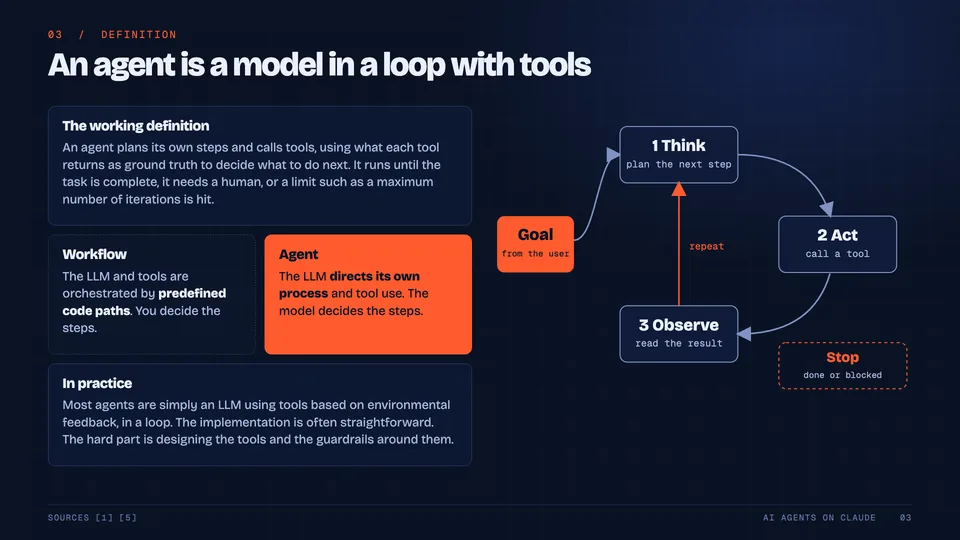 03 / DEFINITION
An agent is a model in a loop with tools
The working definition
An agent plans its own steps and calls tools, using what each tool
returns as ground truth to decide what to do next. It runs until the
task is complete, it needs a human, or a limit such as a maximum
number of iterations is hit.
Workflow
The LLM and tools are
orchestrated by predefined
code paths. You decide the
steps.
Agent
The LLM directs its own
process and tool use. The
model decides the steps.
In practice
Most agents are simply an LLM using tools based on environmental
feedback, in a loop. The implementation is often straightforward.
The hard part is designing the tools and the guardrails around them.
Goal
from the user
1 Think
plan the next step
2 Act
call a tool
repeat
3 Observe
read the result
Stop
done or blocked
SOURCES [1] [5]
AI AGENTS ON CLAUDE 03